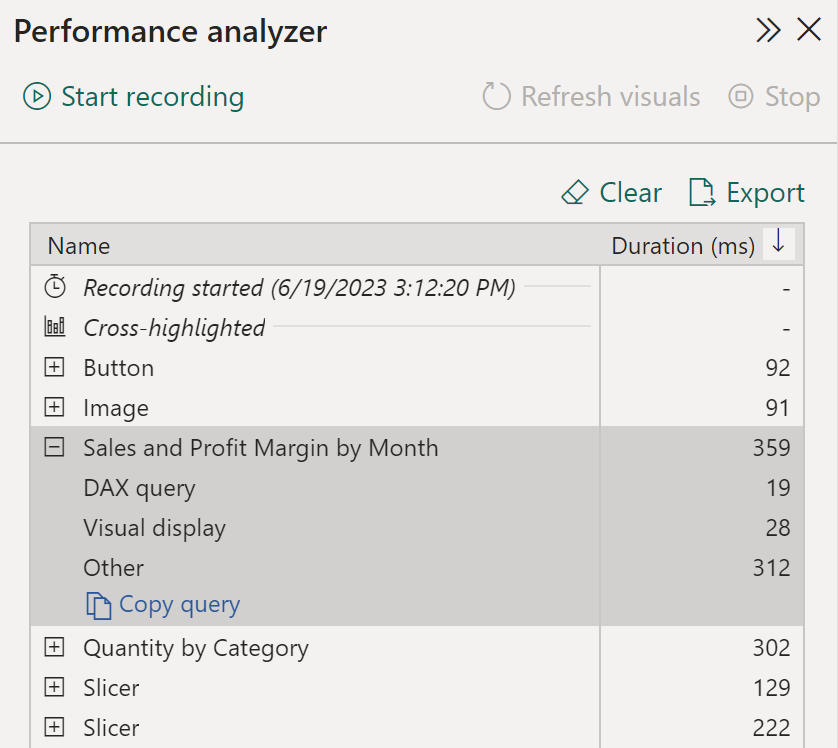 Performance analyzer
Start recording Refresh visuals Stop
Clear Export
Name Duration (ms)
Recording started (6/19/2023 3:12:20 PM) -
Cross-highlighted -
Button 92
Image 91
Sales and Profit Margin by Month 359
DAX query 19
Visual display 28
Other 312
Copy query
Quantity by Category 302
Slicer 129
Slicer 222